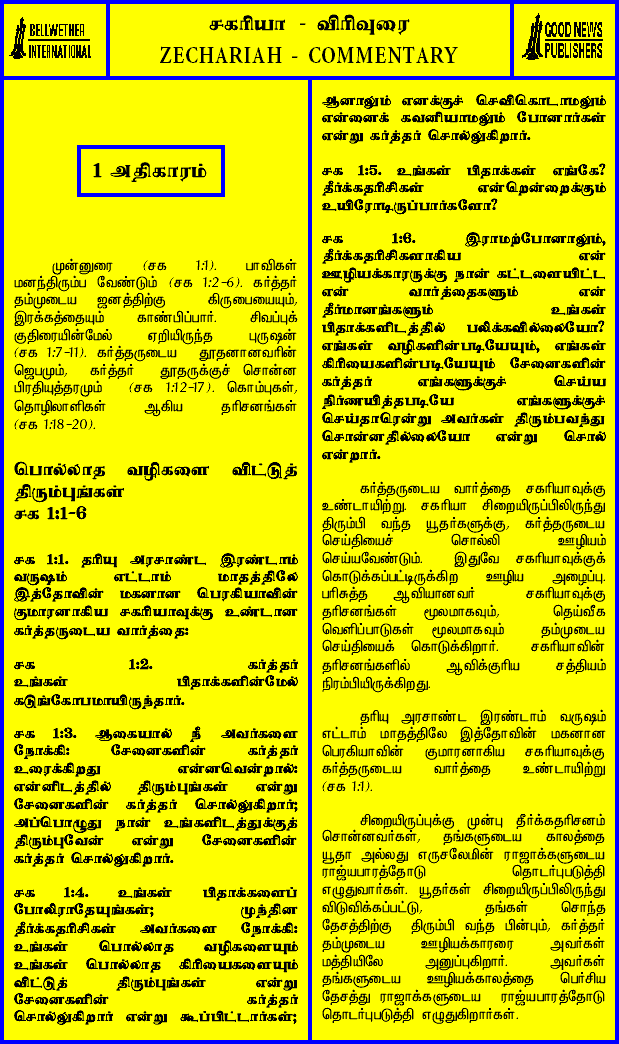 BELLWETHER
INTERNATIONAL
சகரியா - விரிவுரை
ZECHARIAH - COMMENTARY
GOOD NEWS
PUBLISHERS
1 அதிகாரம்
முன்னுரை (சக 1:1). பாவிகள்
மனந்திரும்ப வேண்டும் (சக 1:2-6). கர்த்தர்
தம்முடைய ஜனத்திற்கு கிருபையையும்,
இரக்கத்தையும் காண்பிப்பார். சிவப்புக்
குதிரையின்மேல் ஏறியிருந்த புருஷன்
(சக 1:7-11). கர்த்தருடைய தூதனானவரின்
ஜெபமும், கர்த்தர் தூதருக்குச் சொன்ன
பிரதியுத்தரமும் (சக 1:12-17). கொம்புகள்,
தொழிலாளிகள் ஆகிய தரிசனங்கள்
(சக 1:18-20).
பொல்லாத வழிகளை விட்டுத்
திரும்புங்கள்
சக 1:1-6
சக 1:1. தரியு அரசாண்ட இரண்டாம்
வருஷம் எட்டாம் மாதத்திலே
இத்தோவின் மகனான பெரகியாவின்
குமாரனாகிய சகரியாவுக்கு உண்டான
கர்த்தருடைய வார்த்தை:
சக 1:2. கர்த்தர்
உங்கள் பிதாக்களின்மேல்
கடுங்கோபமாயிருந்தார்.
சக 1:3. ஆகையால் நீ அவர்களை
நோக்கி: சேனைகளின் கர்த்தர்
உரைக்கிறது என்னவென்றால்:
என்னிடத்தில் திரும்புங்கள் என்று
சேனைகளின் கர்த்தர் சொல்லுகிறார்;
அப்பொழுது நான் உங்களிடத்துக்குத்
திரும்புவேன் என்று சேனைகளின்
கர்த்தர் சொல்லுகிறார்.
சக 1:4. உங்கள் பிதாக்களைப்
போலிராதேயுங்கள்; முந்தின
தீர்க்கதரிசிகள் அவர்களை நோக்கி:
உங்கள் பொல்லாத வழிகளையும்
உங்கள் பொல்லாத கிரியைகளையும்
விட்டுத் திரும்புங்கள் என்று
சேனைகளின் கர்த்தர்
சொல்லுகிறார் என்று கூப்பிட்டார்கள்;
ஆனாலும் எனக்குச் செவிகொடாமலும்
என்னைக் கவனியாமலும் போனார்கள்
என்று கர்த்தர் சொல்லுகிறார்.
சக 1:5. உங்கள் பிதாக்கள் எங்கே?
தீர்க்கதரிசிகள் என்றென்றைக்கும்
உயிரோடிருப்பார்களோ?
சக 1:6. இராமற்போனாலும்,
தீர்க்கதரிசிகளாகிய என்
ஊழியக்காரருக்கு நான் கட்டளையிட்ட
என் வார்த்தைகளும் என்
தீர்மானங்களும் உங்கள்
பிதாக்களிடத்தில் பலிக்கவில்லையோ?
எங்கள் வழிகளின்படியேயும், எங்கள்
கிரியைகளின்படியேயும் சேனைகளின்
கர்த்தர் எங்களுக்குச் செய்ய
நிர்ணயித்தபடியே எங்களுக்குச்
செய்தாரென்று அவர்கள் திரும்பவந்து
சொன்னதில்லையோ என்று சொல்
என்றார்.
கர்த்தருடைய வார்த்தை சகரியாவுக்கு
உண்டாயிற்று. சகரியா சிறையிருப்பிலிருந்து
திரும்பி வந்த யூதர்களுக்கு, கர்த்தருடைய
செய்தியைச் சொல்லி ஊழியம்
செய்யவேண்டும். இதுவே சகரியாவுக்குக்
கொடுக்கப்பட்டிருக்கிற ஊழிய அழைப்பு.
பரிசுத்த ஆவியானவர் சகரியாவுக்கு
தரிசனங்கள் மூலமாகவும், தெய்வீக
வெளிப்பாடுகள் மூலமாகவும் தம்முடைய
செய்தியைக் கொடுக்கிறார். சகரியாவின்
தரிசனங்களில் ஆவிக்குரிய சத்தியம்
நிரம்பியிருக்கிறது.
தரியு அரசாண்ட இரண்டாம் வருஷம்
எட்டாம் மாதத்திலே இத்தோவின் மகனான
பெரகியாவின் குமாரனாகிய சகரியாவுக்கு
கர்த்தருடைய வார்த்தை உண்டாயிற்று
(சக 1:1).
சிறையிருப்புக்கு முன்பு தீர்க்கதரிசனம்
சொன்னவர்கள், தங்களுடைய காலத்தை
யூதா அல்லது எருசலேமின் ராஜாக்களுடைய
ராஜ்யபாரத்தோடு தொடர்புபடுத்தி
எழுதுவார்கள். யூதர்கள் சிறையிருப்பிலிருந்து
விடுவிக்கப்பட்டு, தங்கள் சொந்த
தேசத்திற்கு திரும்பி வந்த பின்பும், கர்த்தர்
தம்முடைய ஊழியக்காரரை அவர்கள்
மத்தியிலே அனுப்புகிறார். அவர்கள்
தங்களுடைய ஊழியக்காலத்தை பெர்சிய
தேசத்து ராஜாக்களுடைய ராஜ்யபாரத்தோடு
தொடர்புபடுத்தி எழுதுகிறார்கள்.